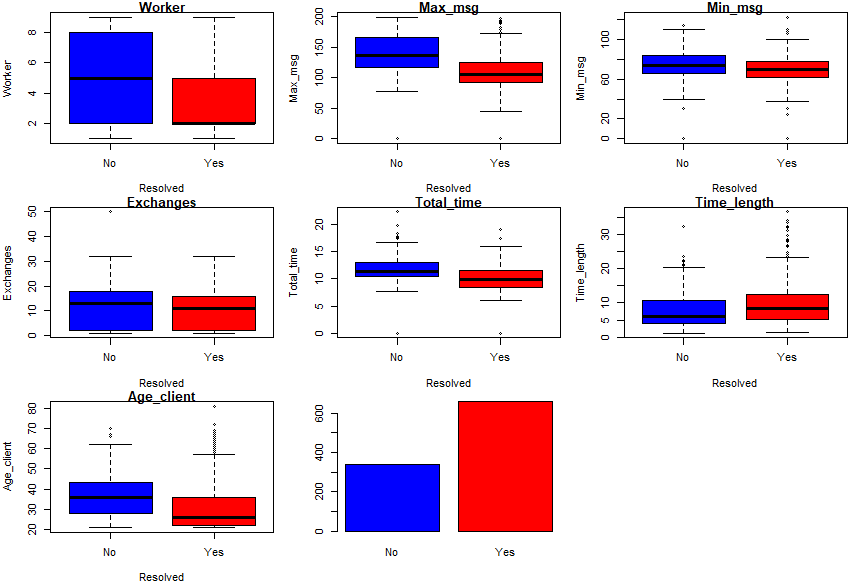 Worker
Worker
8
6
4
2
No
Yes
Resolved
Max_msg
Max_msg
200
150
100
50
0
No
Yes
Resolved
Min_msg
Min_msg
100
60
20
0
No
Yes
Resolved
Exchanges
Exchanges
50
40
30
20
10
0
No
Yes
Resolved
Total_time
Total_time
20
15
10
5
0
No
Yes
Resolved
Time_length
Time_length
30
20
10
5
0
No
Yes
Resolved
Age_client
Age_client
80
70
60
50
40
30
20
No
Yes
Resolved
600
400
200
0
No
Yes